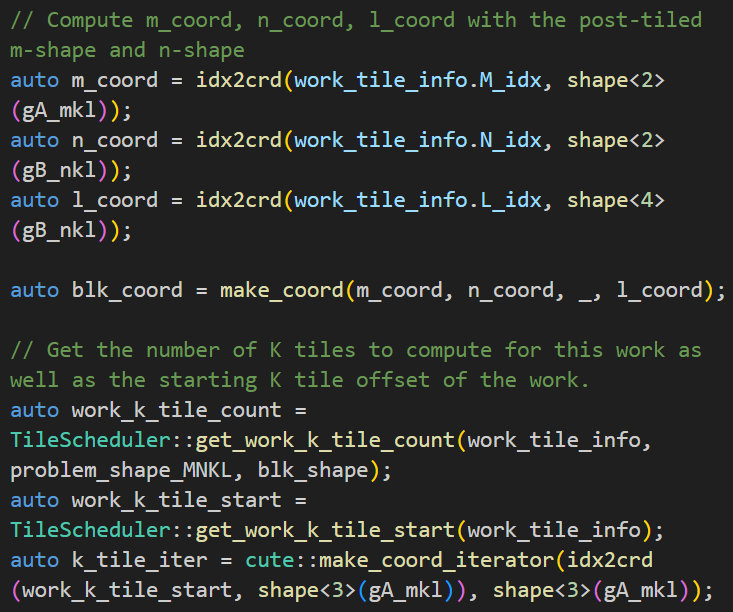 // Compute m_coord, n_coord, l_coord with the post-tiled
m-shape and n-shape
auto m_coord = idx2crd(work_tile_info.M_idx, shape<2>
(gA_mkl));
auto n_coord = idx2crd(work_tile_info.N_idx, shape<2>
(gB_nkl));
auto l_coord = idx2crd(work_tile_info.L_idx, shape<4>
(gB_nkl));
auto blk_coord = make_coord(m_coord, n_coord, _, l_coord);
// Get the number of K tiles to compute for this work as
well as the starting K tile offset of the work.
auto work_k_tile_count =
TileScheduler::get_work_k_tile_count(work_tile_info,
problem_shape_MNKL, blk_shape);
auto work_k_tile_start =
TileScheduler::get_work_k_tile_start(work_tile_info);
auto k_tile_iter = cute::make_coord_iterator(idx2crd
(work_k_tile_start, shape<3>(gA_mkl)), shape<3>(gA_mkl));